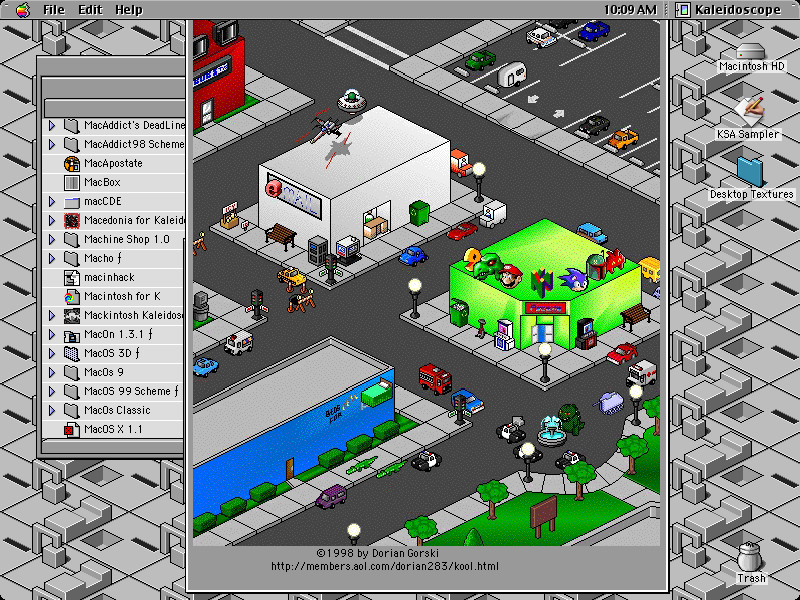 File Edit Help
10:09 AM
Kaleidoscope
Macintosh HD
KSA Sampler
Desktop Textures
Trash
MacAddict's DeadLine
MacAddict98 Scheme
MacApostate
MacBox
macCDE
Macedonia for Kaleid
Machine Shop 1.0
Macho ƒ
macinhack
Macintosh for K
Mackintosh Kaleidos
MacOn 1.3.1 ƒ
MacOS 3D ƒ
MacOs 9
MacOS 99 Scheme ƒ
MacOs Classic
MacOS X 1.1
©1998 by Dorian Gorski
http://members.aol.com/dorian283/kool.html